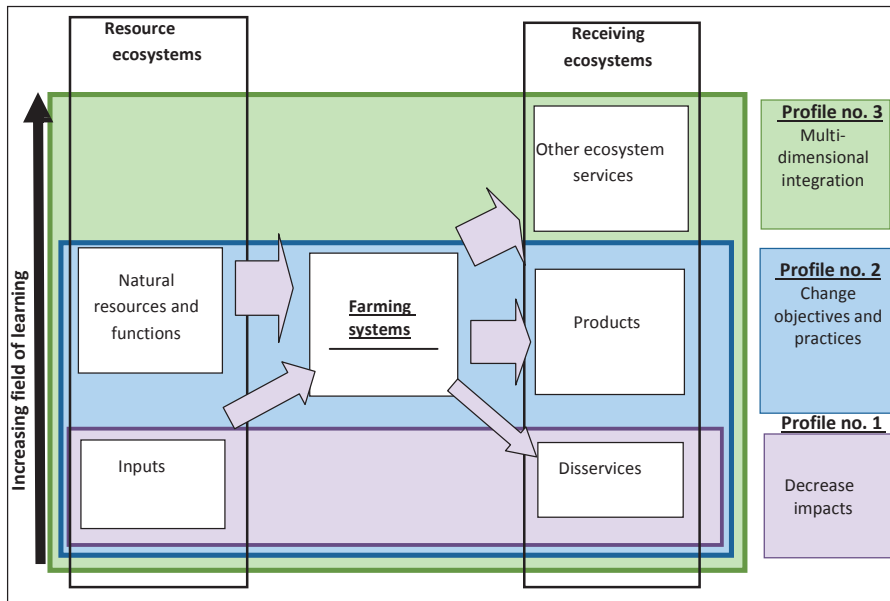 Resource
ecosystems
Receiving
ecosystems
Increasing field of learning
Natural
resources and
functions
Inputs
Farming
systems
Other ecosystem
services
Products
Disservices
Profile no. 3
Multi-
dimensional
integration
Profile no. 2
Change
objectives and
practices
Profile no. 1
Decrease
impacts